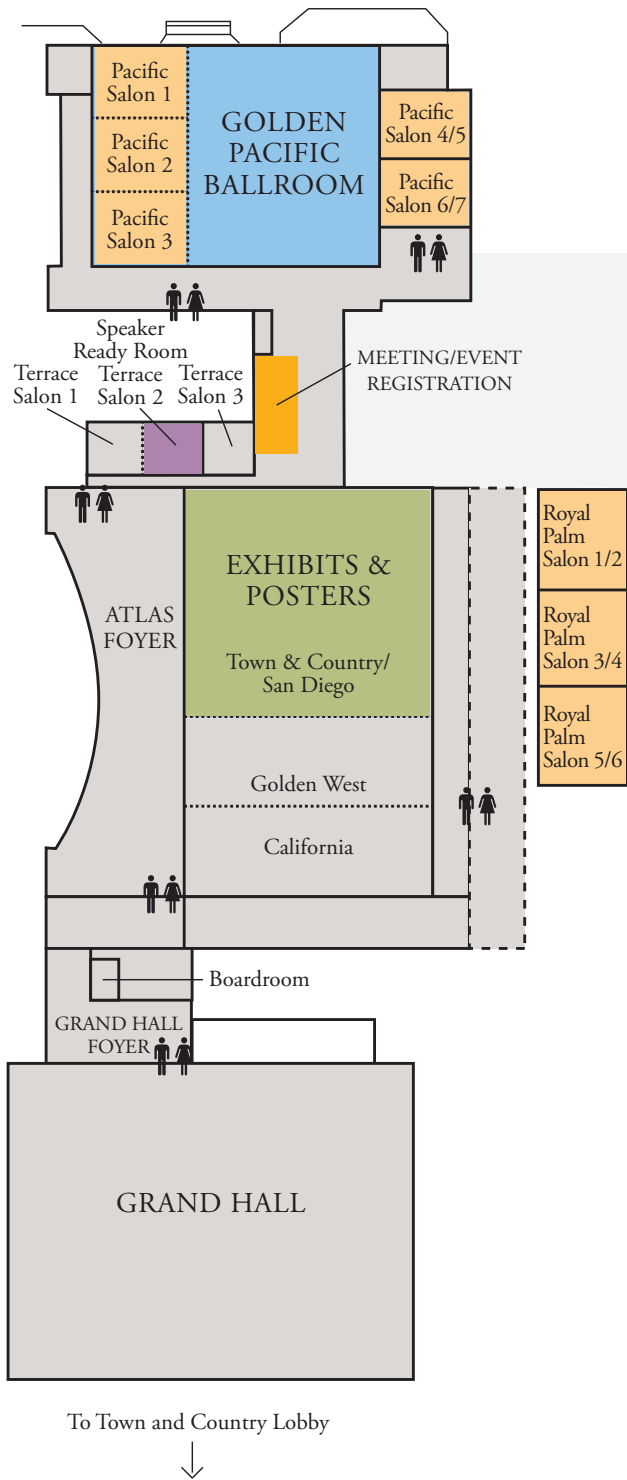 Pacific
Salon 1
Pacific
Salon 2
Pacific
Salon 3
GOLDEN
PACIFIC
BALLROOM
Pacific
Salon 4/5
Pacific
Salon 6/7
Speaker
Ready Room
Terrace
Salon 1
Terrace
Salon 2
Terrace
Salon 3
MEETING/EVENT
REGISTRATION
ATLAS
FOYER
EXHIBITS &
POSTERS
Town & Country/
San Diego
Golden West
California
Royal
Palm
Salon 1/2
Royal
Palm
Salon 3/4
Royal
Palm
Salon 5/6
Boardroom
GRAND HALL
FOYER
GRAND HALL
To Town and Country Lobby